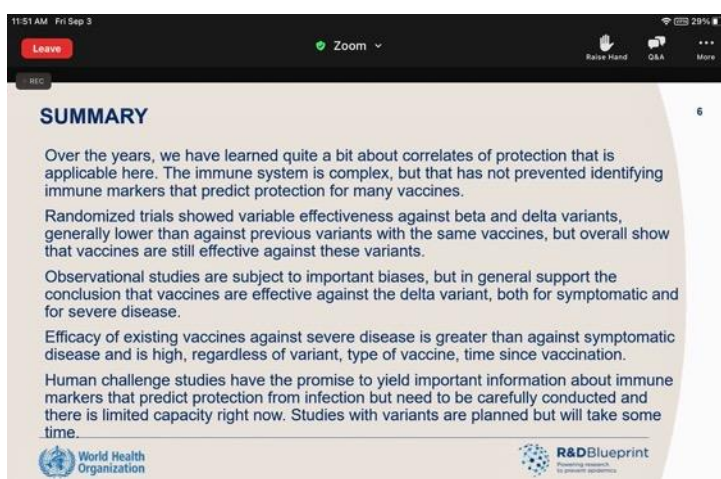 11:51 AM Fri Sep 3
29%
Leave
Zoom
Raise Hand
Q&A
More
REC
SUMMARY
6
Over the years, we have learned quite a bit about correlates of protection that is
applicable here. The immune system is complex, but that has not prevented identifying
immune markers that predict protection for many vaccines.
Randomized trials showed variable effectiveness against beta and delta variants,
generally lower than against previous variants with the same vaccines, but overall show
that vaccines are still effective against these variants.
Observational studies are subject to important biases, but in general support the
conclusion that vaccines are effective against the delta variant, both for symptomatic and
for severe disease.
Efficacy of existing vaccines against severe disease is greater than against symptomatic
disease and is high, regardless of variant, type of vaccine, time since vaccination.
Human challenge studies have the promise to yield important information about immune
markers that predict protection from infection but need to be carefully conducted and
there is limited capacity right now. Studies with variants are planned but will take some
time.
World Health
Organization
R&DBlueprint
Powering research
to prevent epidemics